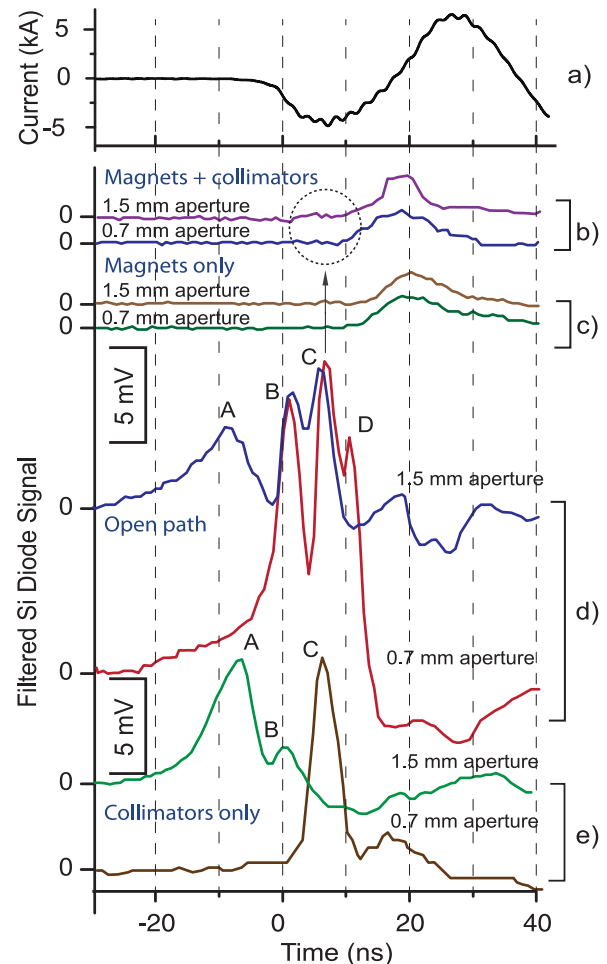 Current (kA)
5
0
-5
a)
Magnets + collimators
1.5 mm aperture
0
0.7 mm aperture
0
b)
Magnets only
1.5 mm aperture
0
0.7 mm aperture
0
c)
5 mV
A
B
C
D
1.5 mm aperture
0
Open path
d)
Filtered Si Diode Signal
0.7 mm aperture
0
A
C
5 mV
B
1.5 mm aperture
0
Collimators only
0.7 mm aperture
e)
0
-20
0
20
40
Time (ns)